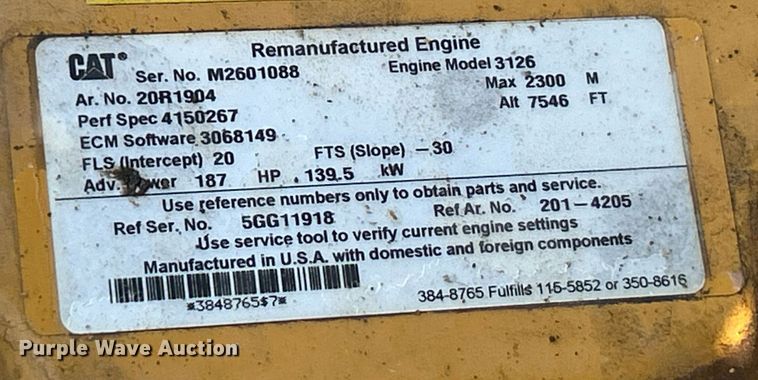 CAT® Remanufactured Engine
Ser. No. M2601088 Engine Model 3126
Ar. No. 20R1904 Max 2300 M
Perf Spec 4150267 Alt 7546 FT
ECM Software 3068149
FLS (Intercept) 20 FTS (Slope) -30
Adv. 187 HP 139.5 kW
Use reference numbers only to obtain parts and service.
Ref Ser. No. 5GG11918 Ref Ar. No. 201-4205
Use service tool to verify current engine settings
Manufactured in U.S.A. with domestic and foreign components
*3848765$7*
384-8765 Fulfills 115-5852 or 350-8616
Purple Wave Auction